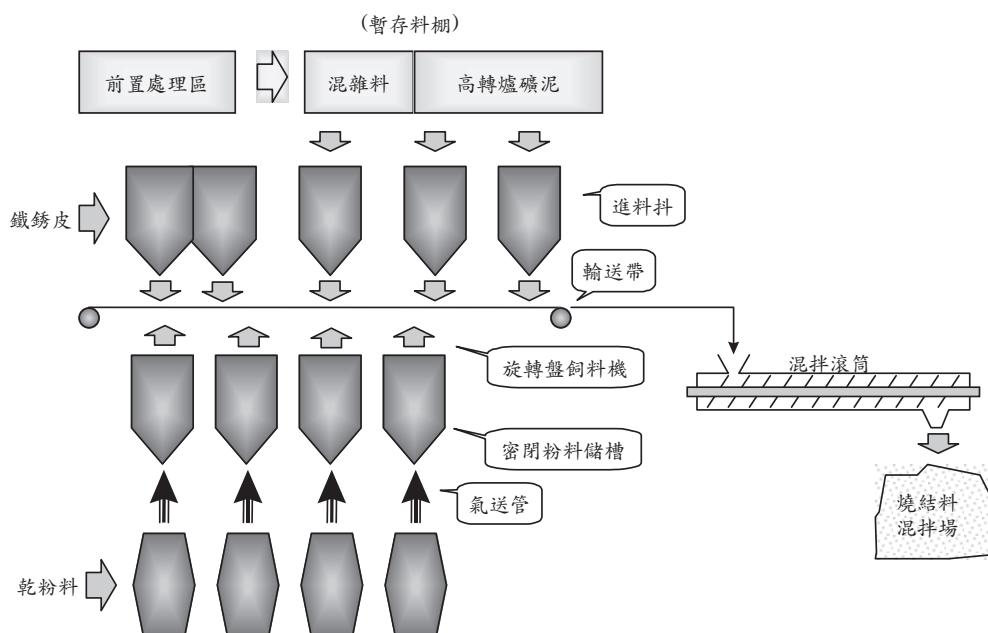 (暫存料棚)
前置處理區
混雜料
高轉爐礦泥
鐵銹皮
進料抖
輸送帶
旋轉盤飼料機
混拌滾筒
密閉粉料儲槽
氣送管
燒結料
混拌場
乾粉料